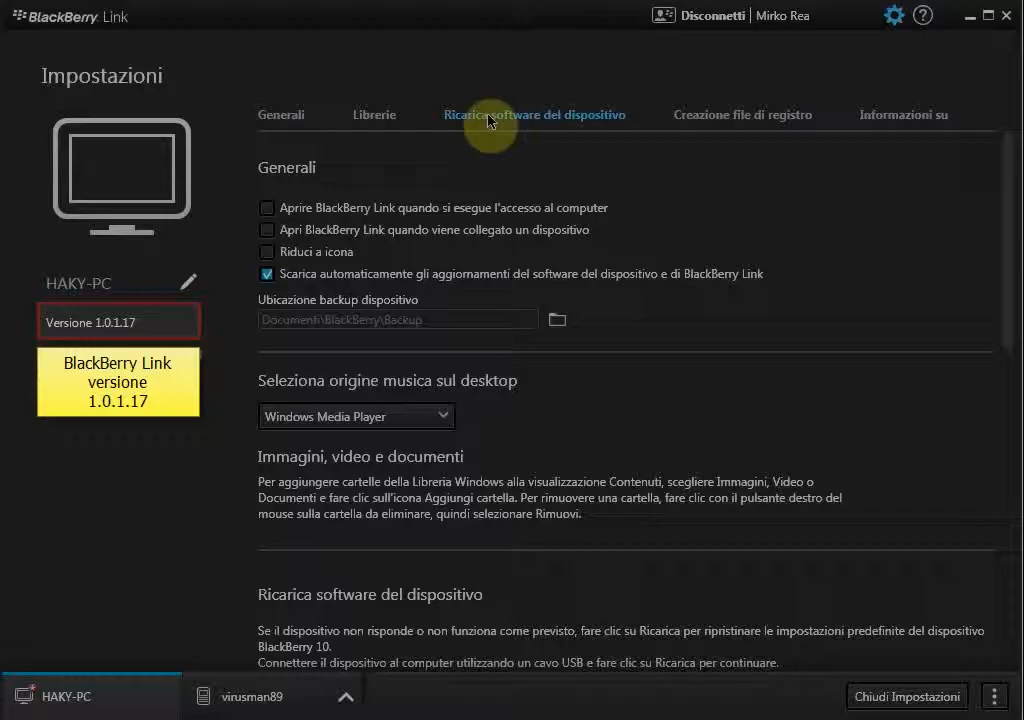 BlackBerry Link
Disconnetti | Mirko Rea
Impostazioni
Generali Librerie Ricarica software del dispositivo Creazione file di registro Informazioni su
Generali
Aprire BlackBerry Link quando si esegue l'accesso al computer
Apri BlackBerry Link quando viene collegato un dispositivo
Riduci a icona
Scarica automaticamente gli aggiornamenti del software del dispositivo e di BlackBerry Link
HAKY-PC
Ubicazione backup dispositivo
Documenti\BlackBerry\Backup
Versione 1.0.1.17
BlackBerry Link
versione
1.0.1.17
Seleziona origine musica sul desktop
Windows Media Player
Immagini, video e documenti
Per aggiungere cartelle della Libreria Windows alla visualizzazione Contenuti, scegliere Immagini, Video o
Documenti e fare clic sull'icona Aggiungi cartella. Per rimuovere una cartella, fare clic con il pulsante destro del
mouse sulla cartella da eliminare, quindi selezionare Rimuovi.
Ricarica software del dispositivo
Se il dispositivo non risponde o non funziona come previsto, fare clic su Ricarica per ripristinare le impostazioni predefinite del dispositivo
BlackBerry 10.
Connettere il dispositivo al computer utilizzando un cavo USB e fare clic su Ricarica per continuare.
HAKY-PC virusman89 Chiudi Impostazioni